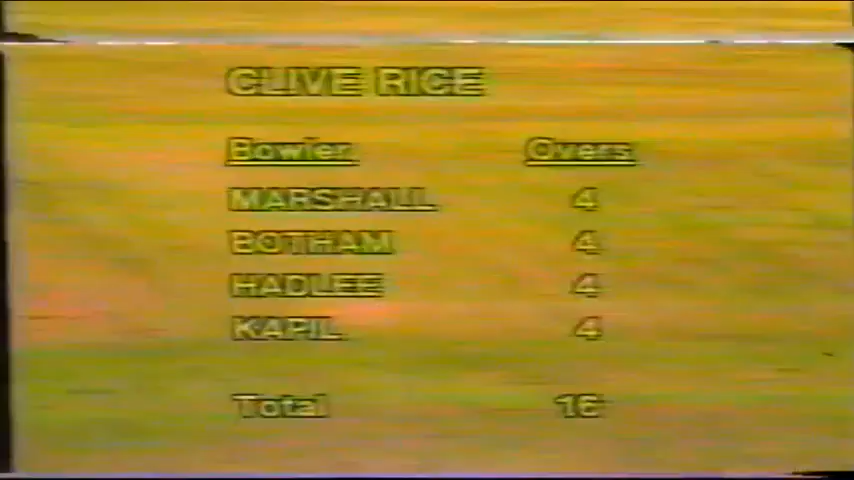 CLIVE RICE
Bowler Overs
MARSHALL 4
BOTHAM 4
HADLEE 4
KAPIL 4
Total 16